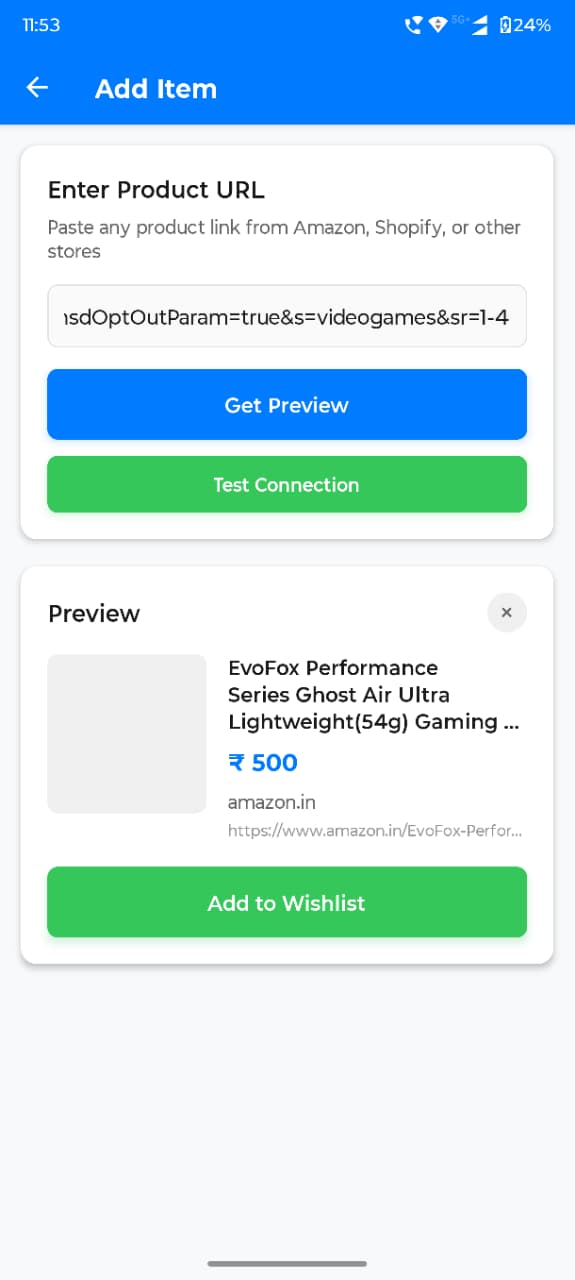 11:53
5G+
24%
Add Item
Enter Product URL
Paste any product link from Amazon, Shopify, or other
stores
ısdOptOutParam=true&s=videogames&sr=1-4
Get Preview
Test Connection
Preview
×
EvoFox Performance
Series Ghost Air Ultra
Lightweight(54g) Gaming ...
₹ 500
amazon.in
https://www.amazon.in/EvoFox-Perfor...
Add to Wishlist